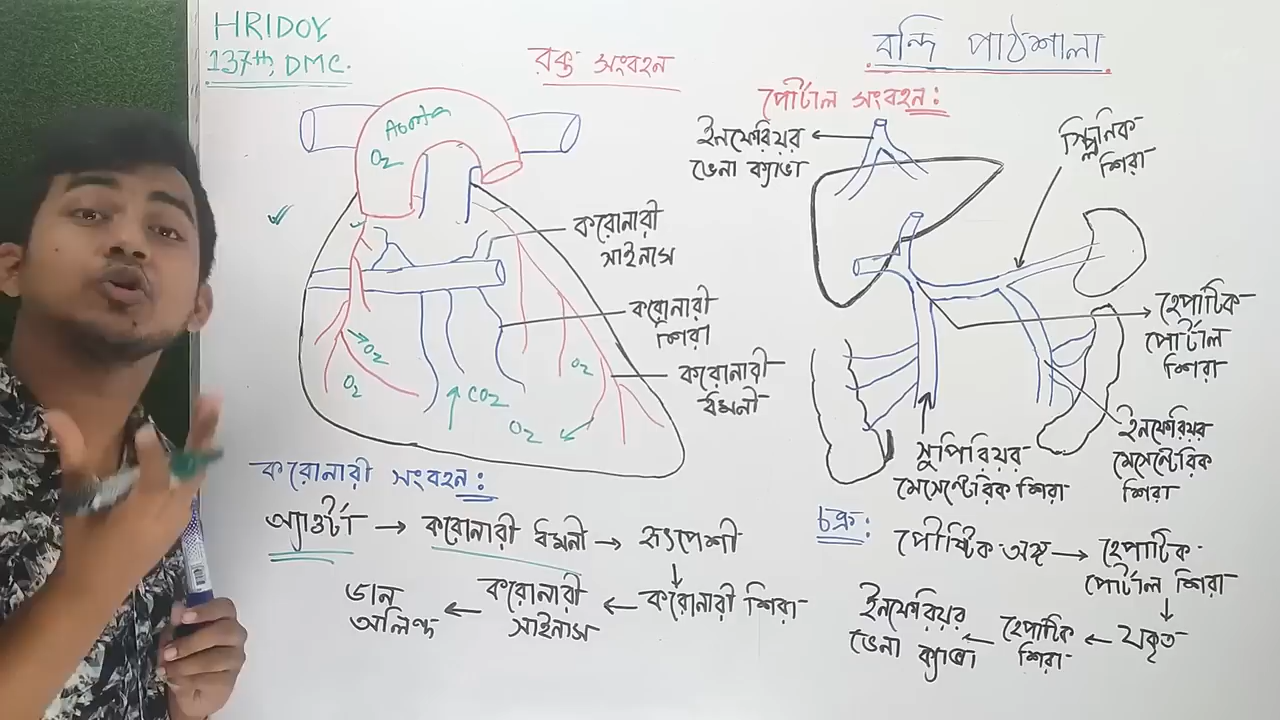 HRIDOY
137th, DMC.
রক্ত সংবহন
বন্দি পাঠশালা
পোর্টাল সংবহন:
Aorta
O₂
ইনফেরিয়র
ভেনা ক্যাভা
স্প্লিনিক
শিরা
করোনারী
সাইনাস
করোনারী
শিরা
করোনারী
ধমনী
O₂
O₂
O₂
CO₂
O₂
হেপাটিক
পোর্টাল
শিরা
ইনফেরিয়র
মেসেন্টেরিক
শিরা
সুপিরিয়র
মেসেন্টেরিক শিরা
করোনারী সংবহন:
অ্যাওর্টা → করোনারী ধমনী → হৃৎপেশী
↓
ডান অলিন্দ ← করোনারী সাইনাস ← করোনারী শিরা
চক্র:
পৌষ্টিক অঙ্গ → হেপাটিক
পোর্টাল শিরা
↓
ইনফেরিয়র ভেনা ক্যাভা ← হেপাটিক শিরা ← যকৃত